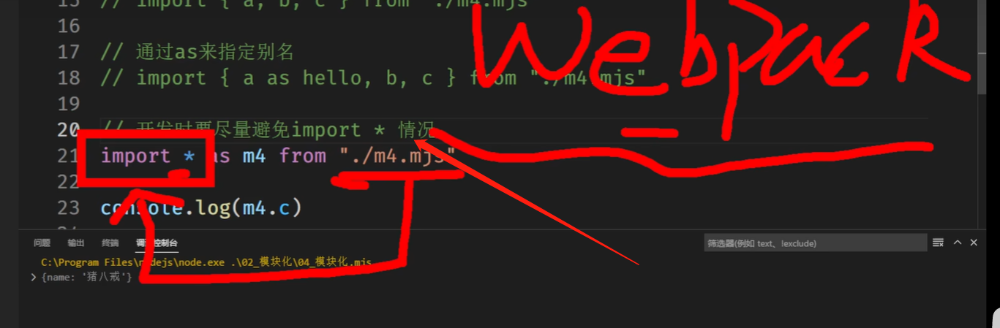 15 // import { a, b, c } from "./m4.mjs"
16
17 // 通过as来指定别名
18 // import { a as hello, b, c } from "./m4.mjs"
19
20 // 开发时要尽量避免import * 情况
21 import * as m4 from "./m4.mjs"
22
23 console.log(m4.c)
Webpack
问题 输出 终端 调试控制台 筛选器(例如 text、!exclude)
C:\Program Files\nodejs\node.exe .\02_模块化\04_模块化.mjs
> {name: '猪八戒'}